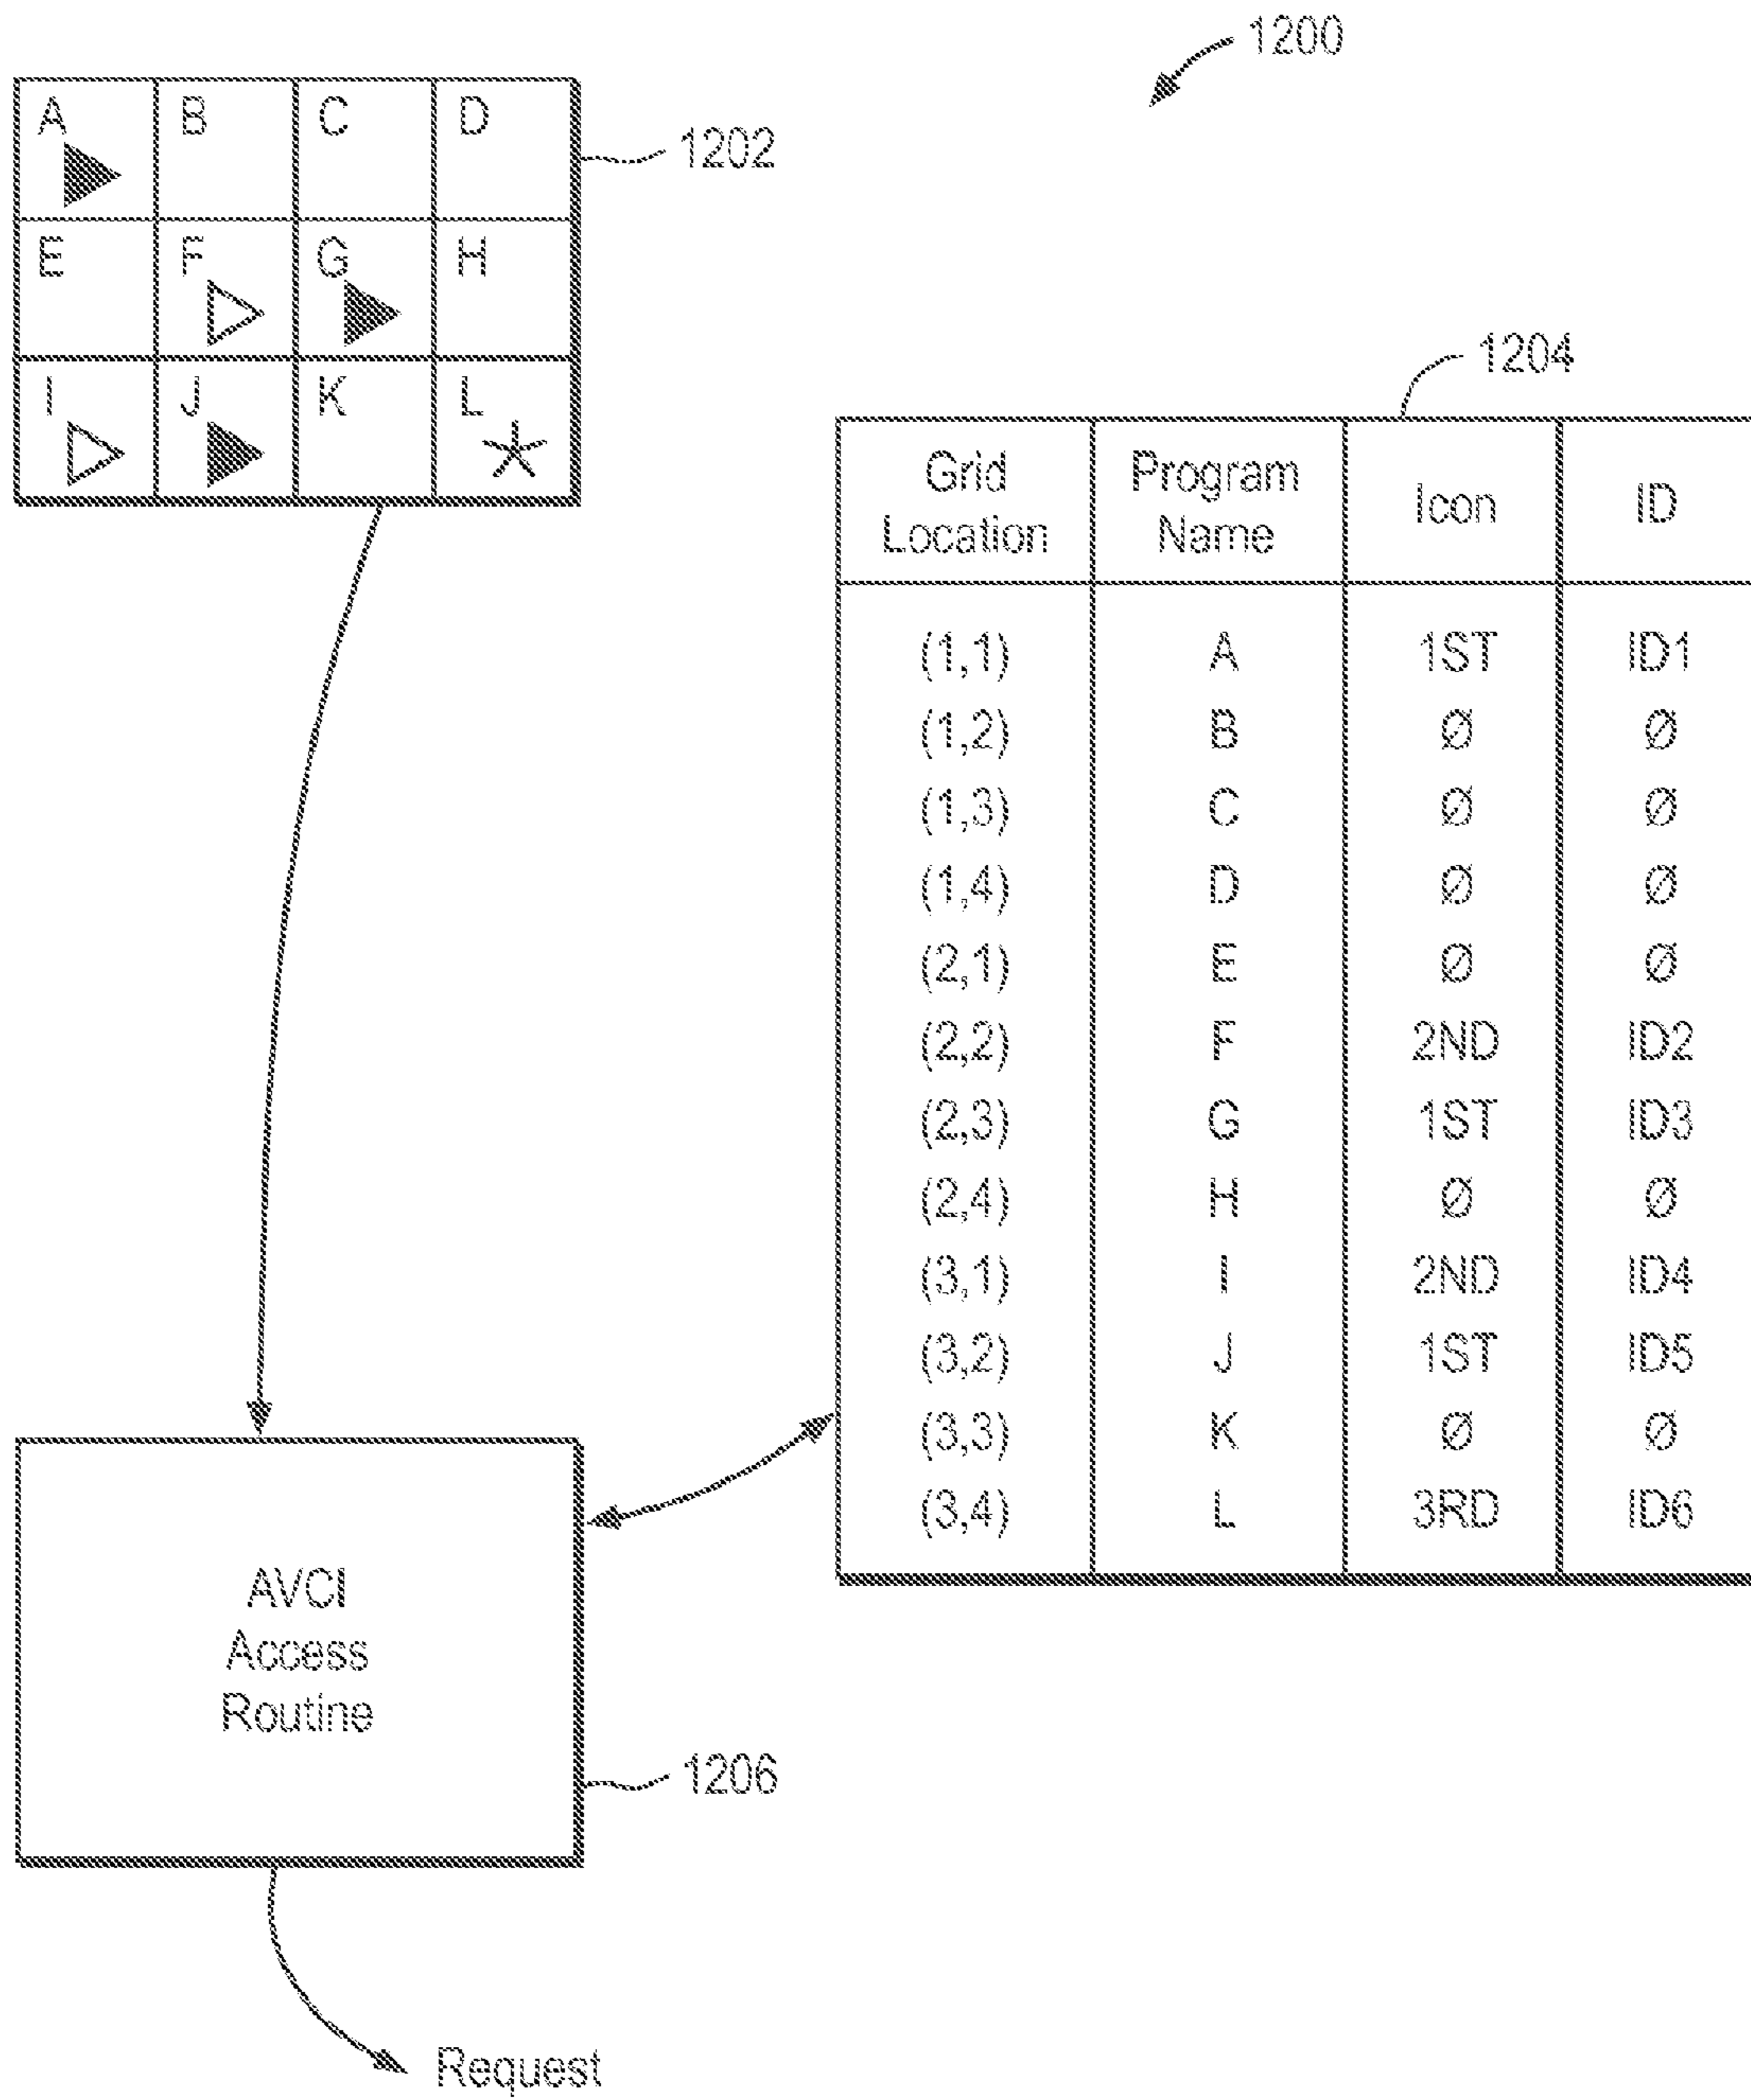 1200
A B C D
1202
E F G H
I J K L
1204
Grid Location Program Name Icon ID
(1,1) A 1ST ID1
(1,2) B Ø Ø
(1,3) C Ø Ø
(1,4) D Ø Ø
(2,1) E Ø Ø
(2,2) F 2ND ID2
(2,3) G 1ST ID3
(2,4) H Ø Ø
(3,1) I 2ND ID4
(3,2) J 1ST ID5
(3,3) K Ø Ø
(3,4) L 3RD ID6
AVCI
Access
Routine
1206
Request